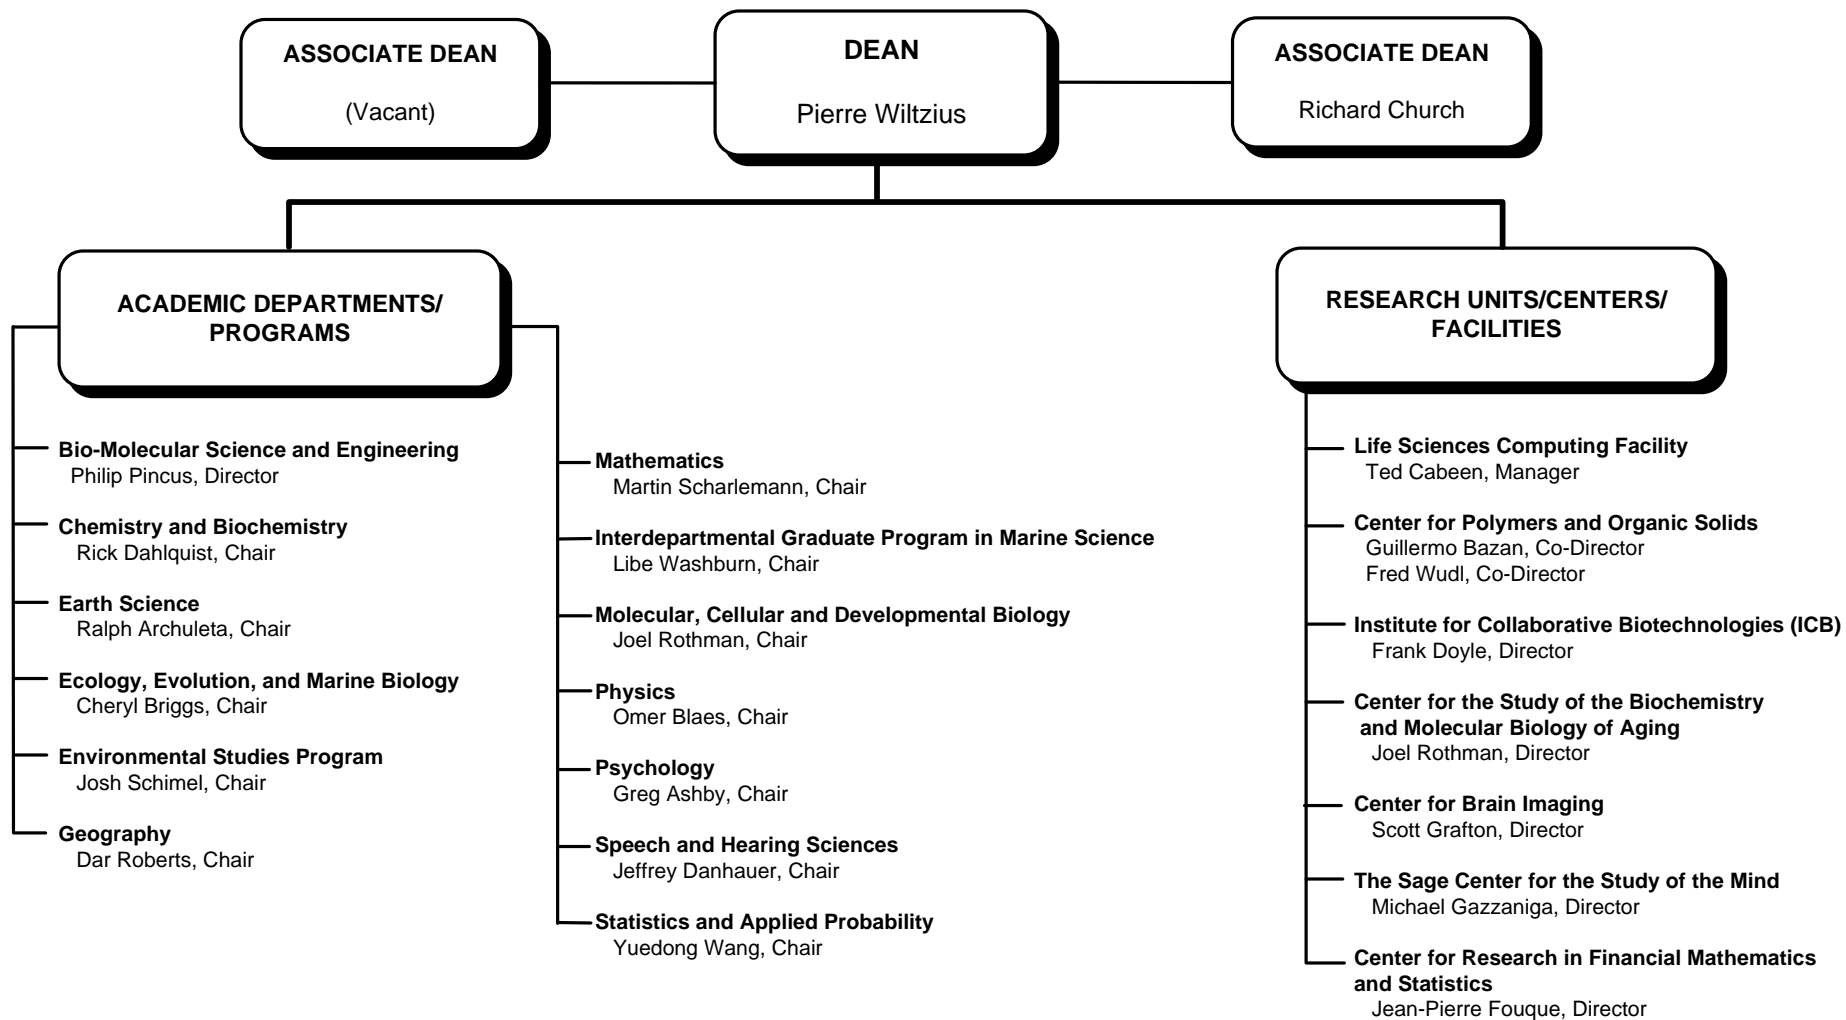 ASSOCIATE DEAN
(Vacant)
DEAN
Pierre Wiltzius
ASSOCIATE DEAN
Richard Church
ACADEMIC DEPARTMENTS/
PROGRAMS
Bio-Molecular Science and Engineering
Philip Pincus, Director
Chemistry and Biochemistry
Rick Dahlquist, Chair
Earth Science
Ralph Archuleta, Chair
Ecology, Evolution, and Marine Biology
Cheryl Briggs, Chair
Environmental Studies Program
Josh Schimel, Chair
Geography
Dar Roberts, Chair
Mathematics
Martin Scharlemann, Chair
Interdepartmental Graduate Program in Marine Science
Libe Washburn, Chair
Molecular, Cellular and Developmental Biology
Joel Rothman, Chair
Physics
Omer Blaes, Chair
Psychology
Greg Ashby, Chair
Speech and Hearing Sciences
Jeffrey Danhauer, Chair
Statistics and Applied Probability
Yuedong Wang, Chair
RESEARCH UNITS/CENTERS/
FACILITIES
Life Sciences Computing Facility
Ted Cabeen, Manager
Center for Polymers and Organic Solids
Guillermo Bazan, Co-Director
Fred Wudl, Co-Director
Institute for Collaborative Biotechnologies (ICB)
Frank Doyle, Director
Center for the Study of the Biochemistry
and Molecular Biology of Aging
Joel Rothman, Director
Center for Brain Imaging
Scott Grafton, Director
The Sage Center for the Study of the Mind
Michael Gazzaniga, Director
Center for Research in Financial Mathematics
and Statistics
Jean-Pierre Fouque, Director